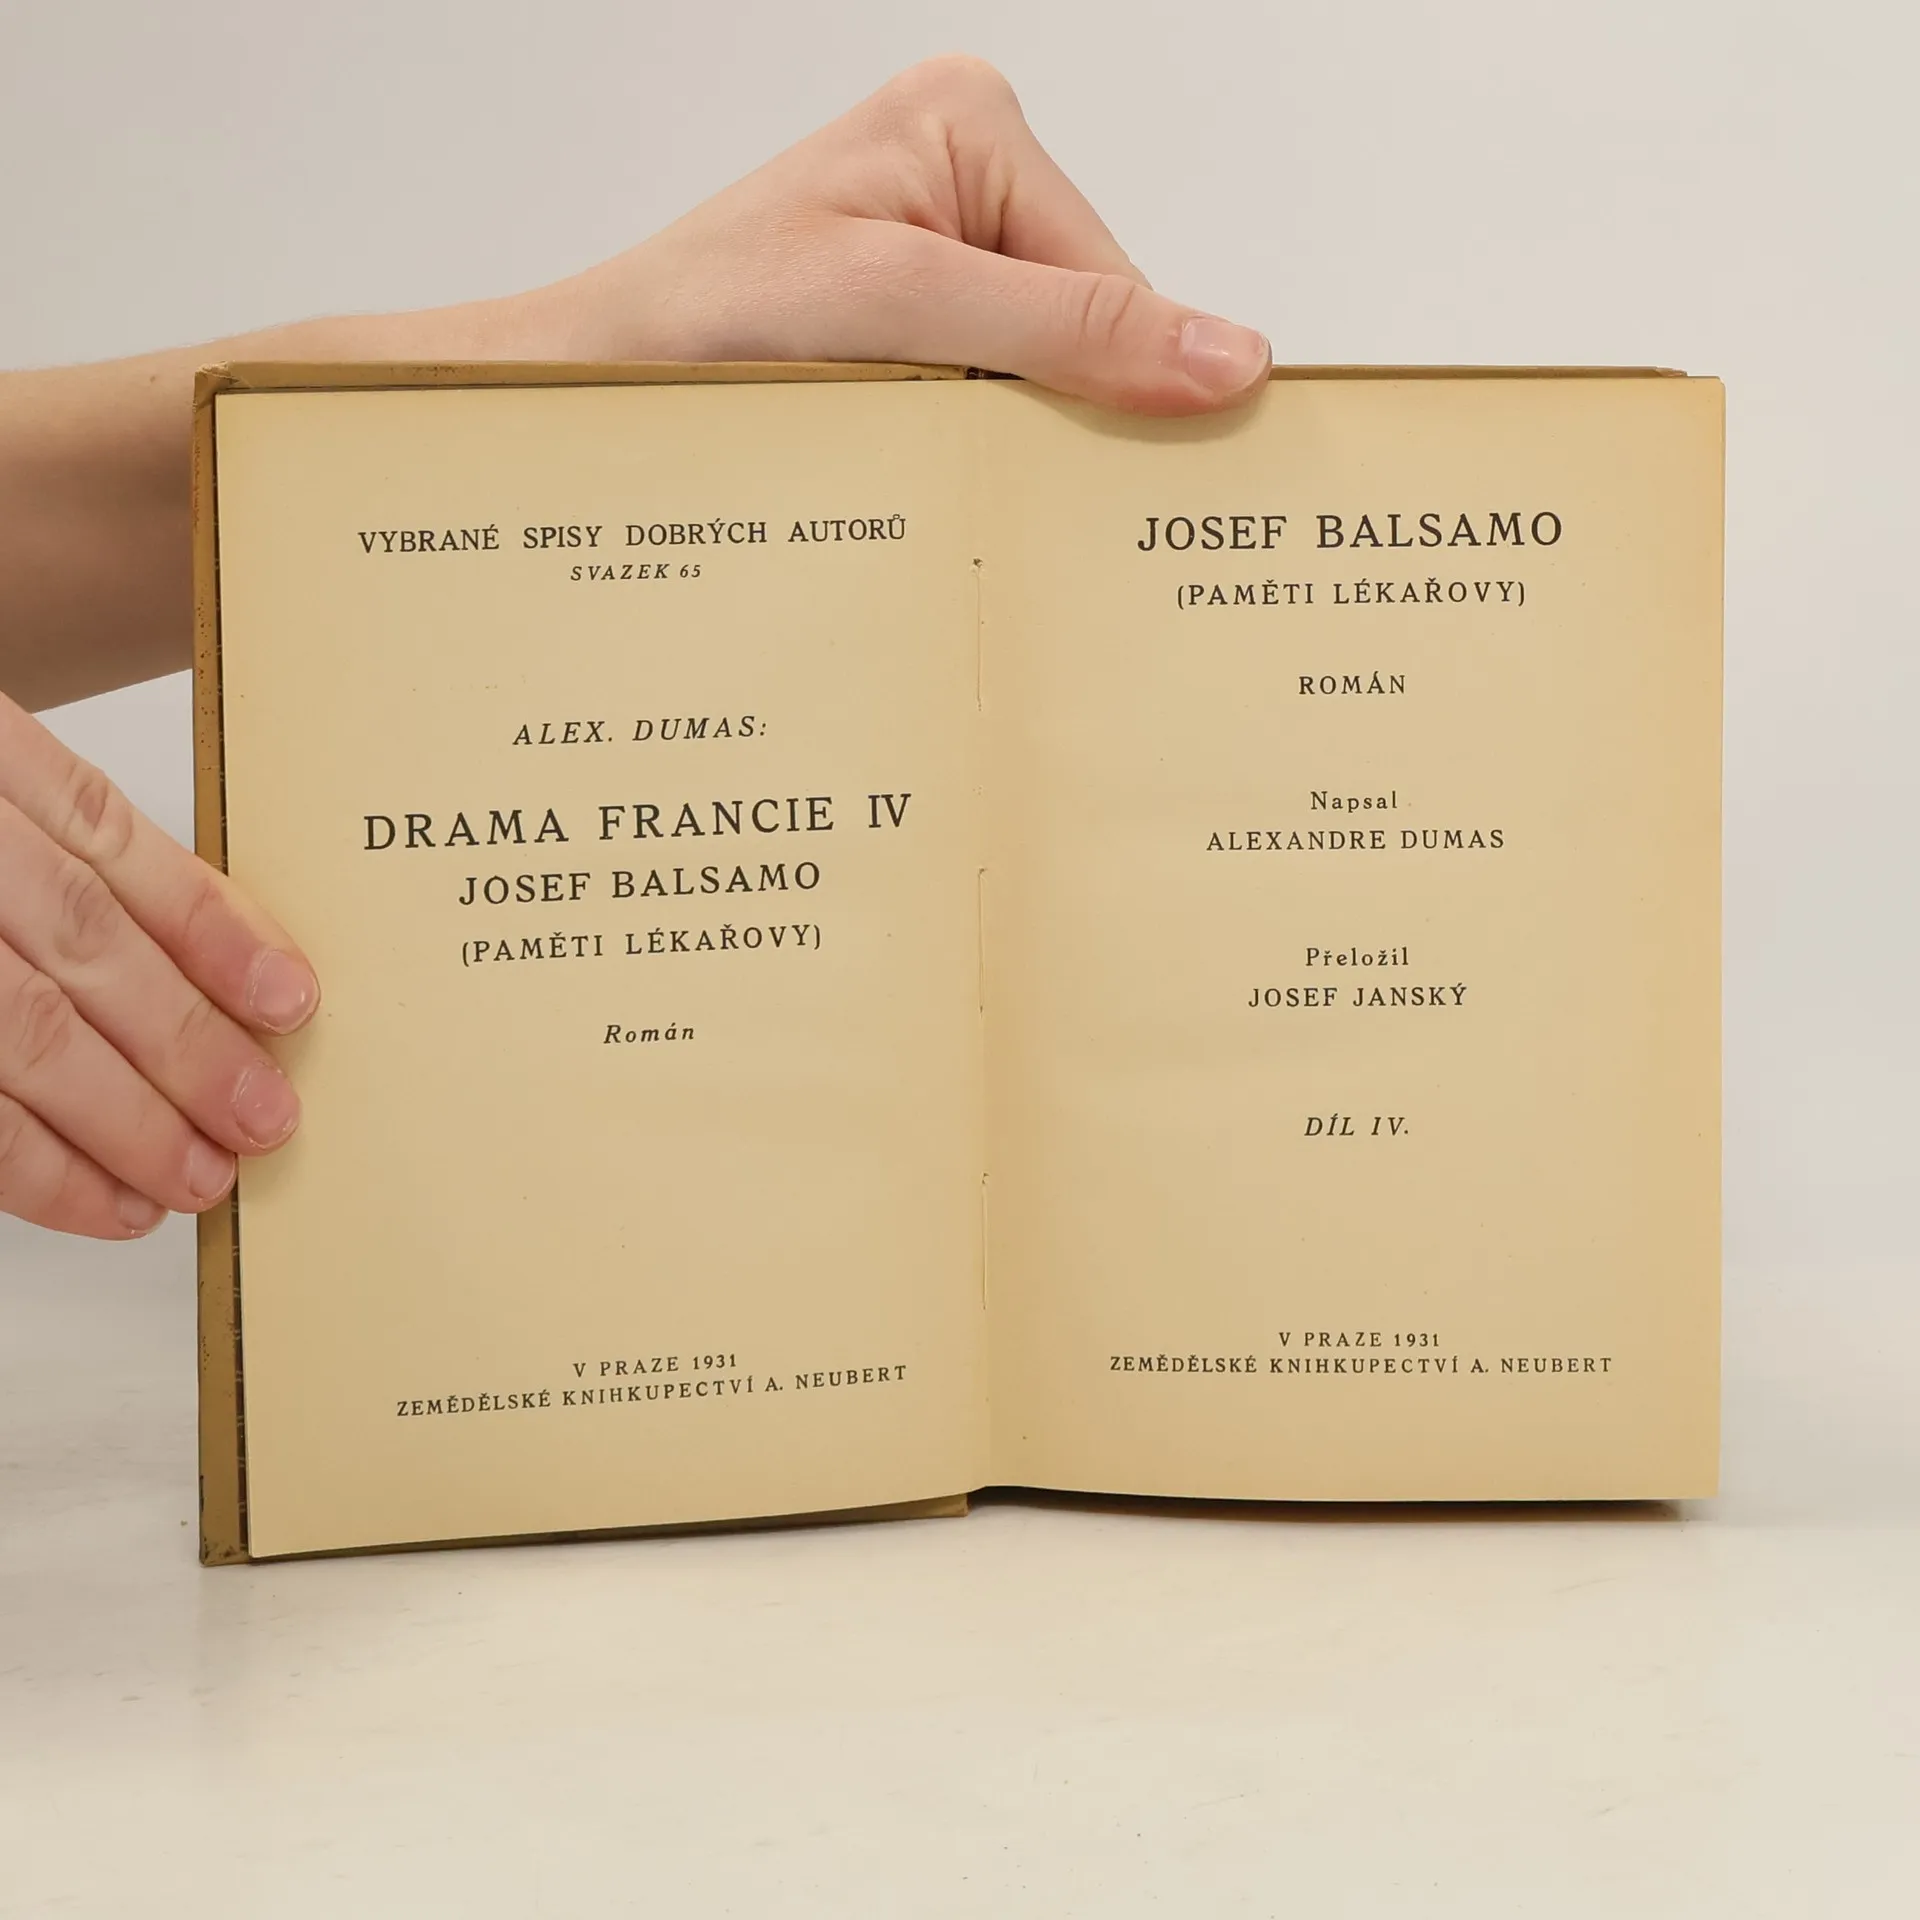 VYBRANÉ SPISY DOBRÝCH AUTORŮ
SVAZEK 65
ALEX. DUMAS:
DRAMA FRANCIE IV
JOSEF BALSAMO
(PAMĚTI LÉKAŘOVY)
Román
V PRAZE 1931
ZEMĚDĚLSKÉ KNIHKUPECTVÍ A. NEUBERT
JOSEF BALSAMO
(PAMĚTI LÉKAŘOVY)
ROMÁN
Napsal
ALEXANDRE DUMAS
Přeložil
JOSEF JANSKÝ
DÍL IV.
V PRAZE 1931
ZEMĚDĚLSKÉ KNIHKUPECTVÍ A. NEUBERT